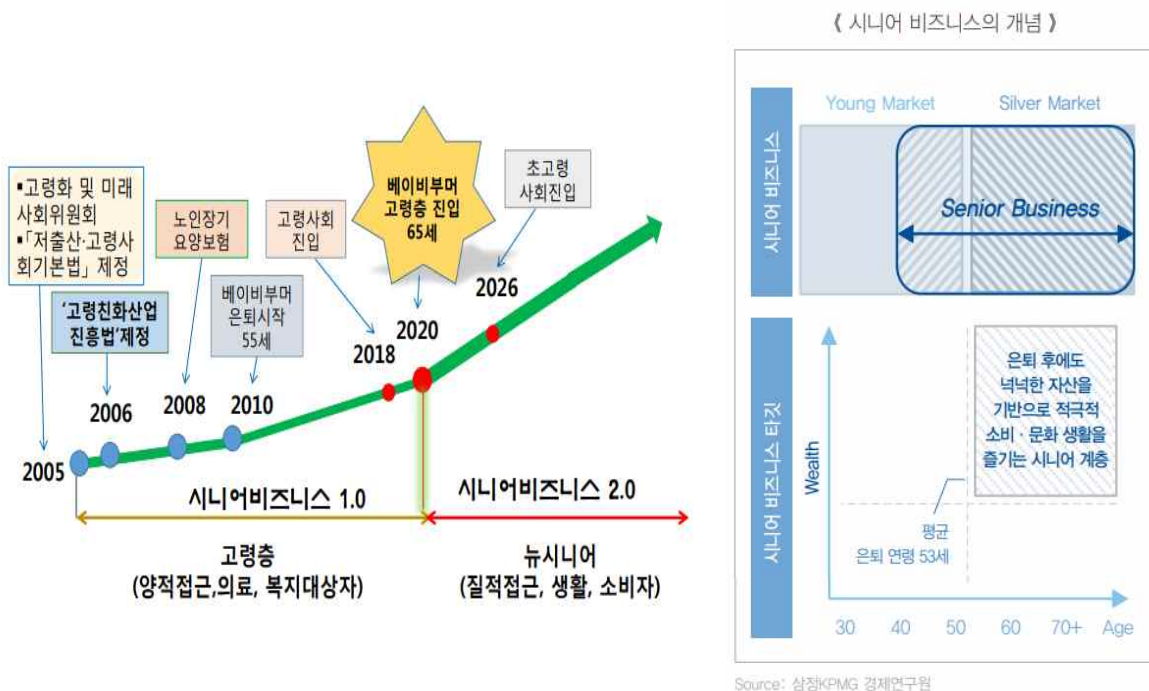 ▪고령화 및 미래
사회위원회
▪「저출산·고령사
회기본법」 제정
‘고령친화산업
진흥법’제정
노인장기
요양보험
베이비부머
은퇴시작
55세
고령사회
진입
베이비부머
고령층 진입
65세
초고령
사회진입
2005
2006
2008
2010
2018
2020
2026
시니어비즈니스 1.0
시니어비즈니스 2.0
고령층
(양적접근,의료, 복지대상자)
뉴시니어
(질적접근, 생활, 소비자)
《 시니어 비즈니스의 개념 》
시니어 비즈니스
Young Market
Silver Market
Senior Business
시니어 비즈니스 타깃
Wealth
은퇴 후에도
넉넉한 자산을
기반으로 적극적
소비 · 문화 생활을
즐기는 시니어 계층
평균
은퇴 연령 53세
30 40 50 60 70+ Age
Source: 삼정KPMG 경제연구원